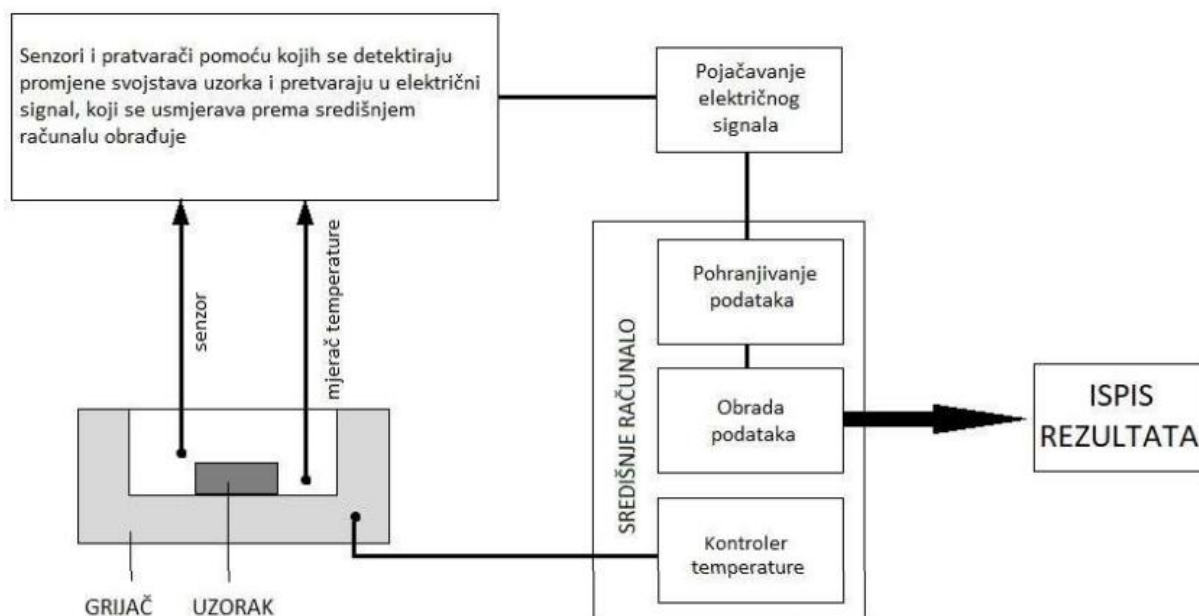 Senzori i pratvarači pomoću kojih se detektiraju
promjene svojstava uzorka i pretvaraju u električni
signal, koji se usmjerava prema središnjem
računalu obrađuje
Pojačavanje
električnog
signala
senzor
mjerač temperature
SREDIŠNJE RAČUNALO
Pohranjivanje
podataka
Obrada
podataka
Kontroler
temperature
ISPIS
REZULTATA
GRIJAČ
UZORAK